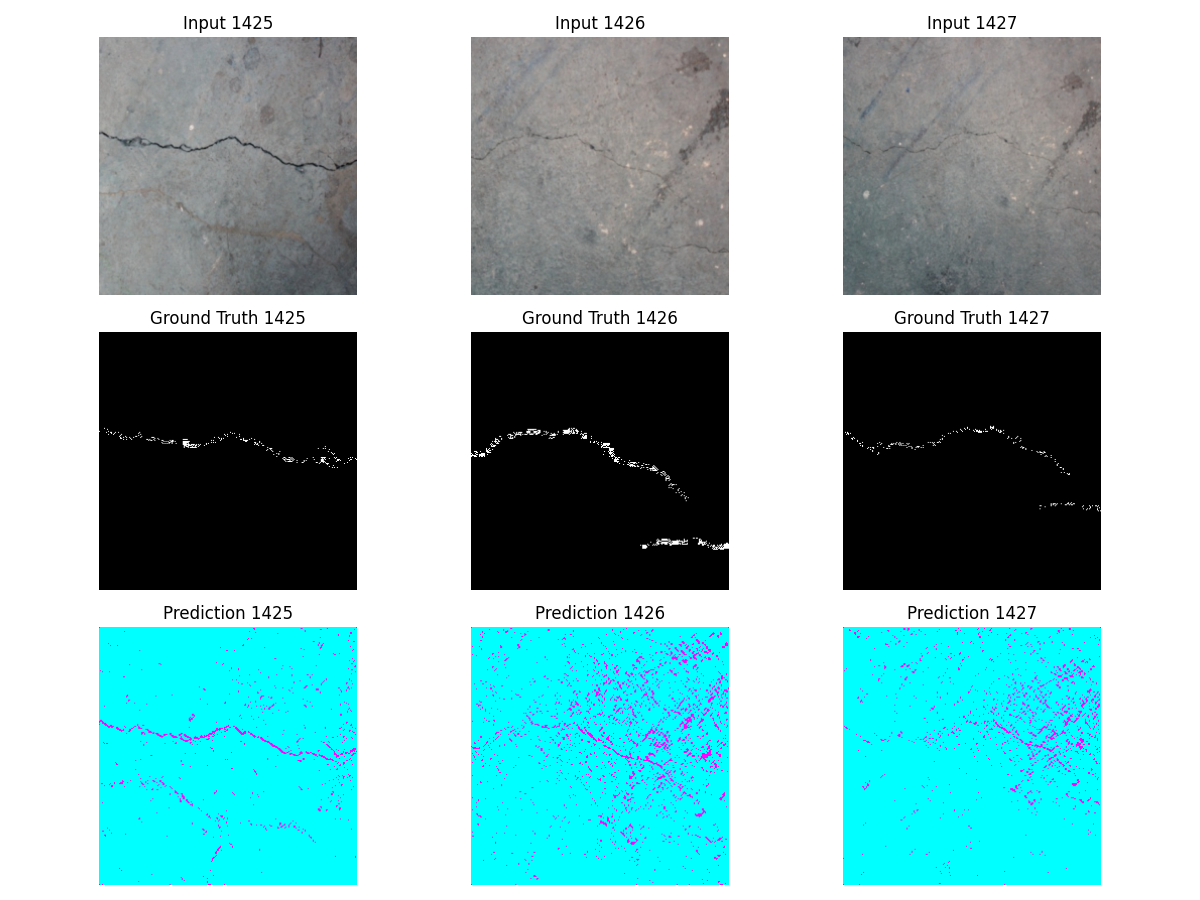 Input 1425
Input 1426
Input 1427
Ground Truth 1425
Ground Truth 1426
Ground Truth 1427
Prediction 1425
Prediction 1426
Prediction 1427